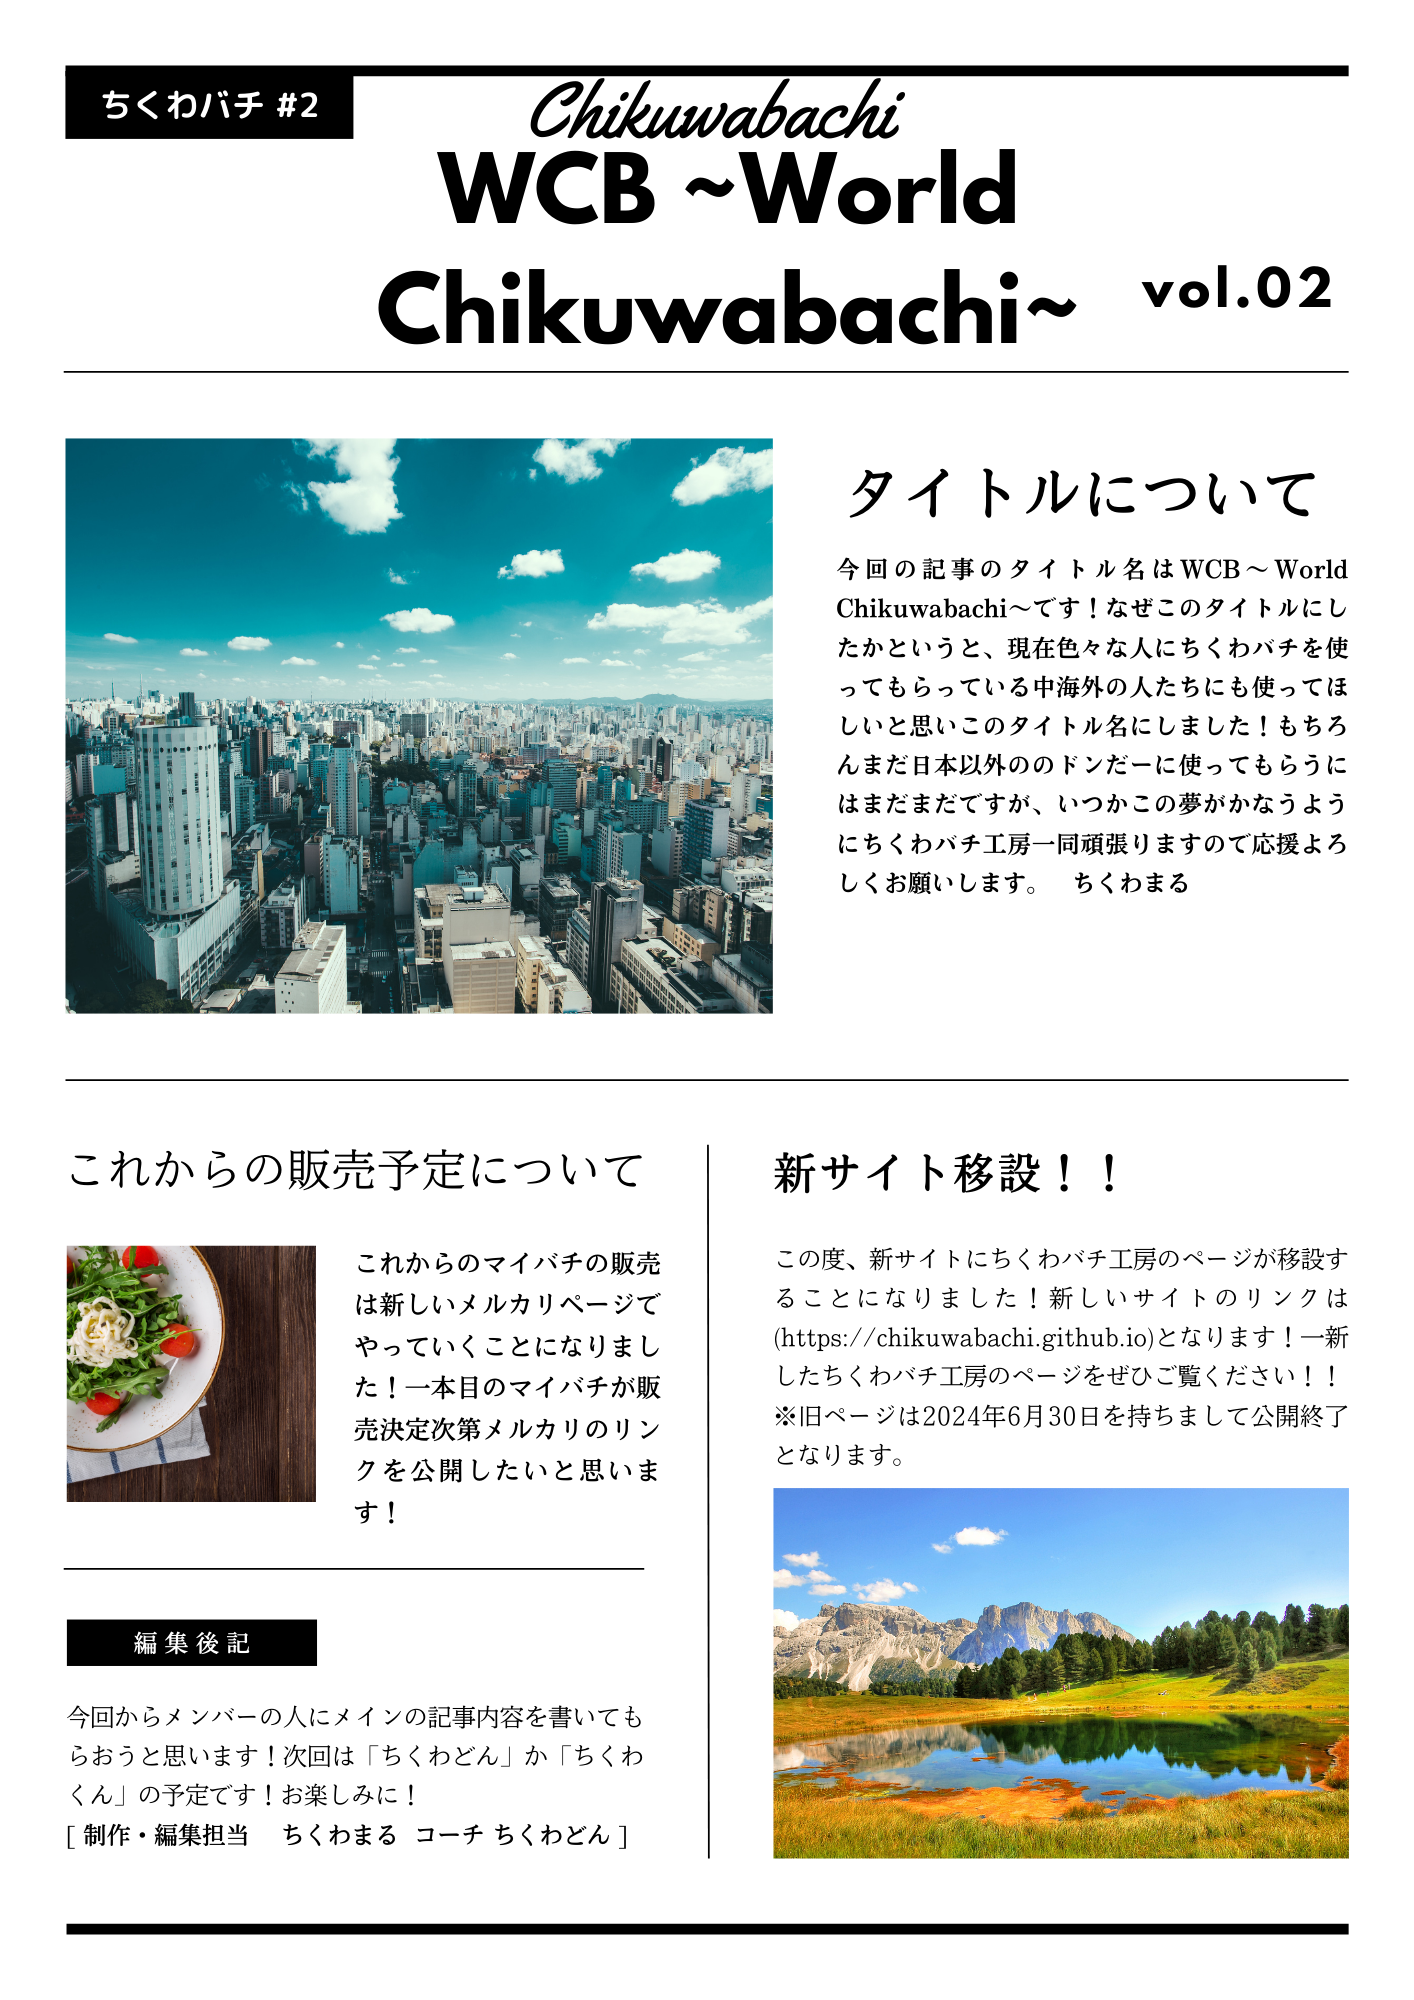 ちくわバチ #2
Chikuwabachi
WCB ~World
Chikuwabachi~
vol.02
タイトルについて
今回の記事のタイトル名はWCB～World
Chikuwabachi～です！なぜこのタイトルにし
たかというと、現在色々な人にちくわバチを使
ってもらっている中海外の人たちにも使ってほ
しいと思いこのタイトル名にしました！もちろ
んまだ日本以外ののドンだーに使ってもらうに
はまだまだですが、いつかこの夢がかなうよう
にちくわバチ工房一同頑張りますので応援よろ
しくお願いします。　ちくわまる
これからの販売予定について
これからのマイバチの販売
は新しいメルカリページで
やっていくことになりまし
た！一本目のマイバチが販
売決定次第メルカリのリン
クを公開したいと思いま
す！
編集後記
今回からメンバーの人にメインの記事内容を書いても
らおうと思います！次回は「ちくわどん」か「ちくわ
くん」の予定です！お楽しみに！
[ 制作・編集担当　ちくわまる コーチ ちくわどん ]
新サイト移設！！
この度、新サイトにちくわバチ工房のページが移設す
ることになりました！新しいサイトのリンクは
(https://chikuwabachi.github.io)となります！一新
したちくわバチ工房のページをぜひご覧ください！！
※旧ページは2024年6月30日を持ちまして公開終了
となります。